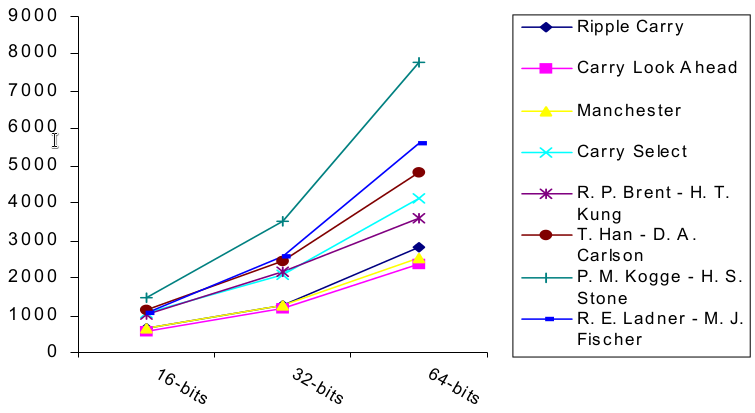 9000
8000
7000
6000
5000
4000
3000
2000
1000
0
16-bits
32-bits
64-bits
Ripple Carry
Carry Look Ahead
Manchester
Carry Select
R. P. Brent - H. T.
Kung
T. Han - D. A.
Carlson
P. M. Kogge - H. S.
Stone
R. E. Ladner - M. J.
Fischer